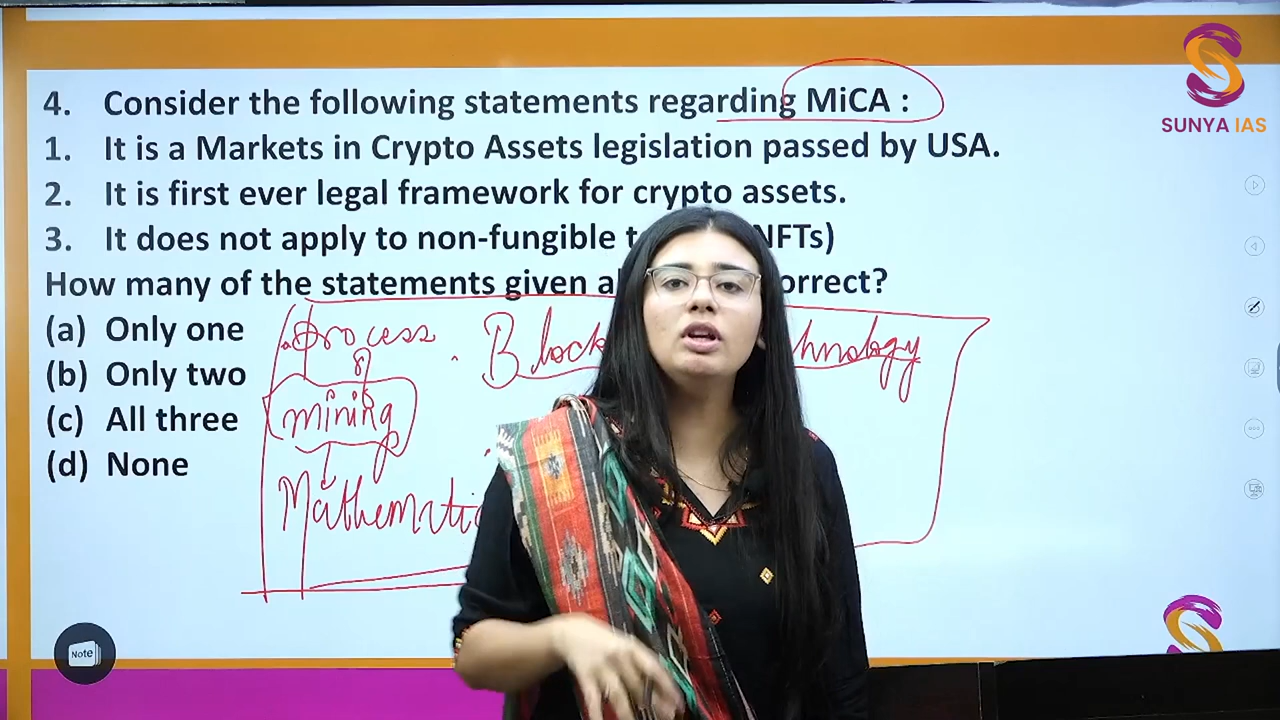 SUNYA IAS
4. Consider the following statements regarding MiCA :
1. It is a Markets in Crypto Assets legislation passed by USA.
2. It is first ever legal framework for crypto assets.
3. It does not apply to non-fungible NFTs)
How many of the statements given orrect?
(a) Only one
(b) Only two
(c) All three
(d) None
process Block hnology
of
mining
Mathemati
Note